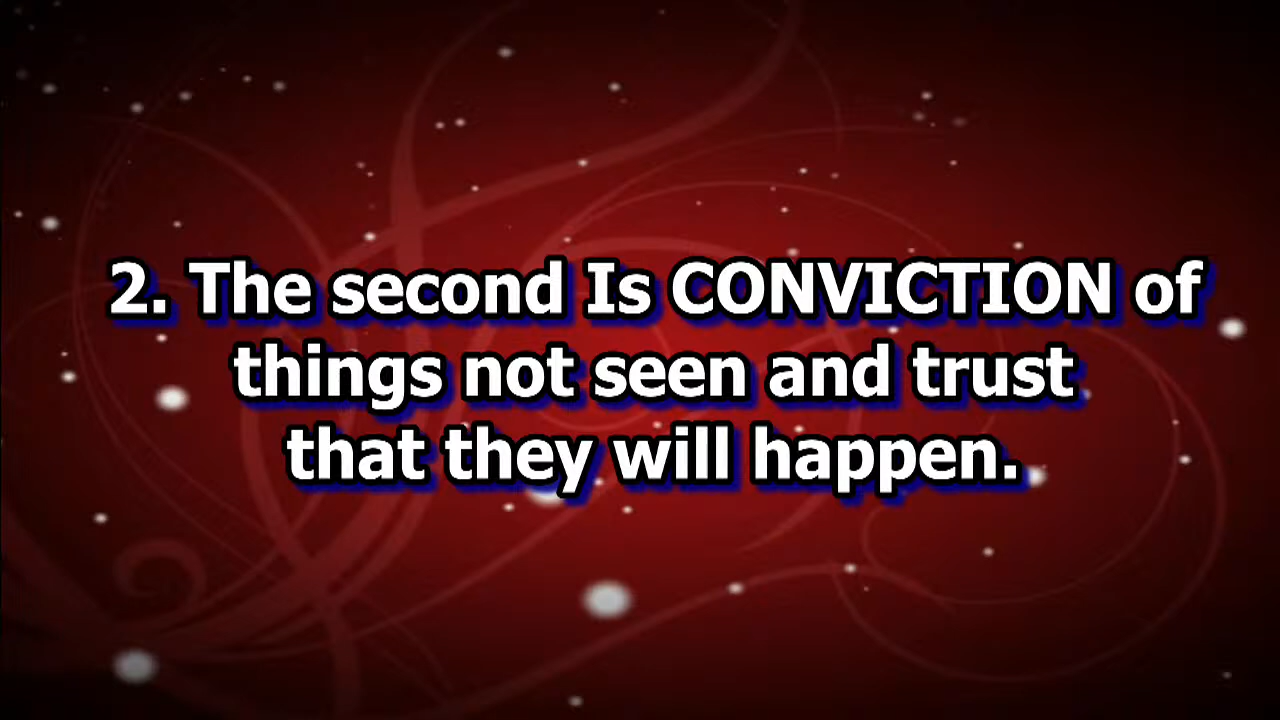 2. The second Is CONVICTION of
things not seen and trust
that they will happen.